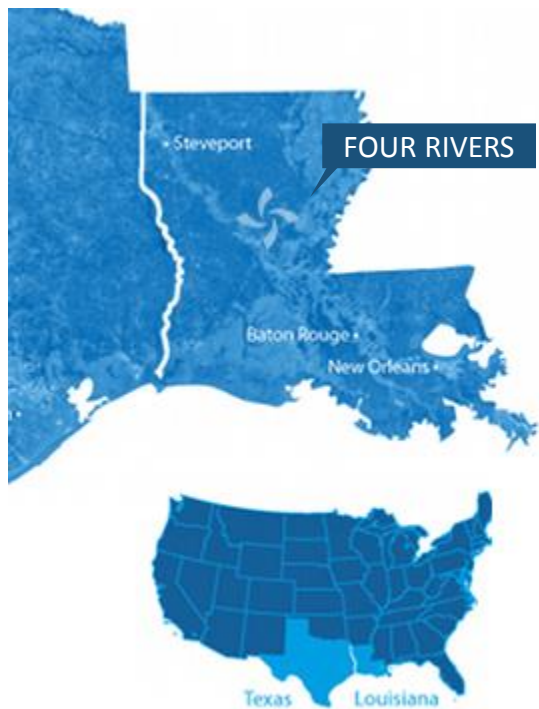 Steveport
FOUR RIVERS
Baton Rouge
New Orleans
Texas Louisiana